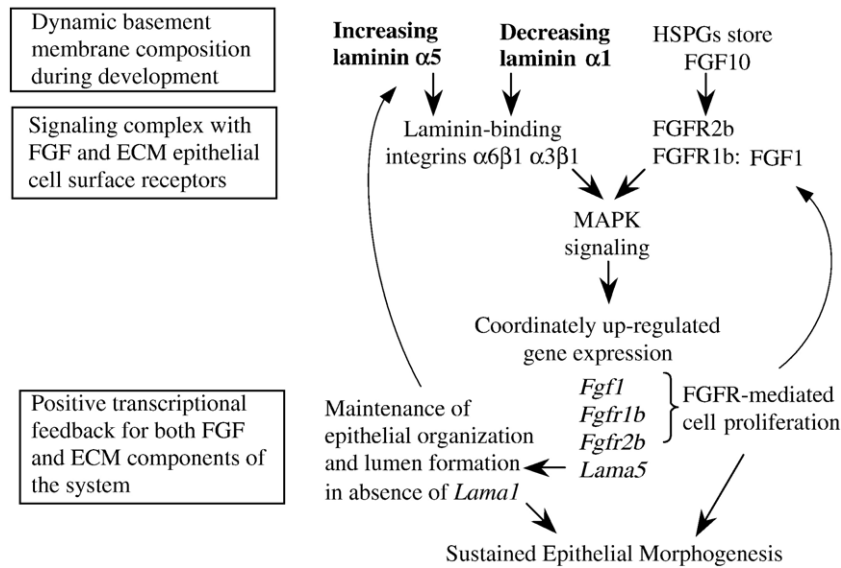 Dynamic basement
membrane composition
during development
Increasing
laminin α5
Decreasing
laminin α1
HSPGs store
FGF10
Signaling complex with
FGF and ECM epithelial
cell surface receptors
Laminin-binding
integrins α6β1 α3β1
FGFR2b
FGFR1b: FGF1
MAPK
signaling
Coordinately up-regulated
gene expression
Positive transcriptional
feedback for both FGF
and ECM components of
the system
Maintenance of
epithelial organization
and lumen formation
in absence of Lama1
Fgf1
Fgfr1b
Fgfr2b
Lama5
FGFR-mediated
cell proliferation
Sustained Epithelial Morphogenesis